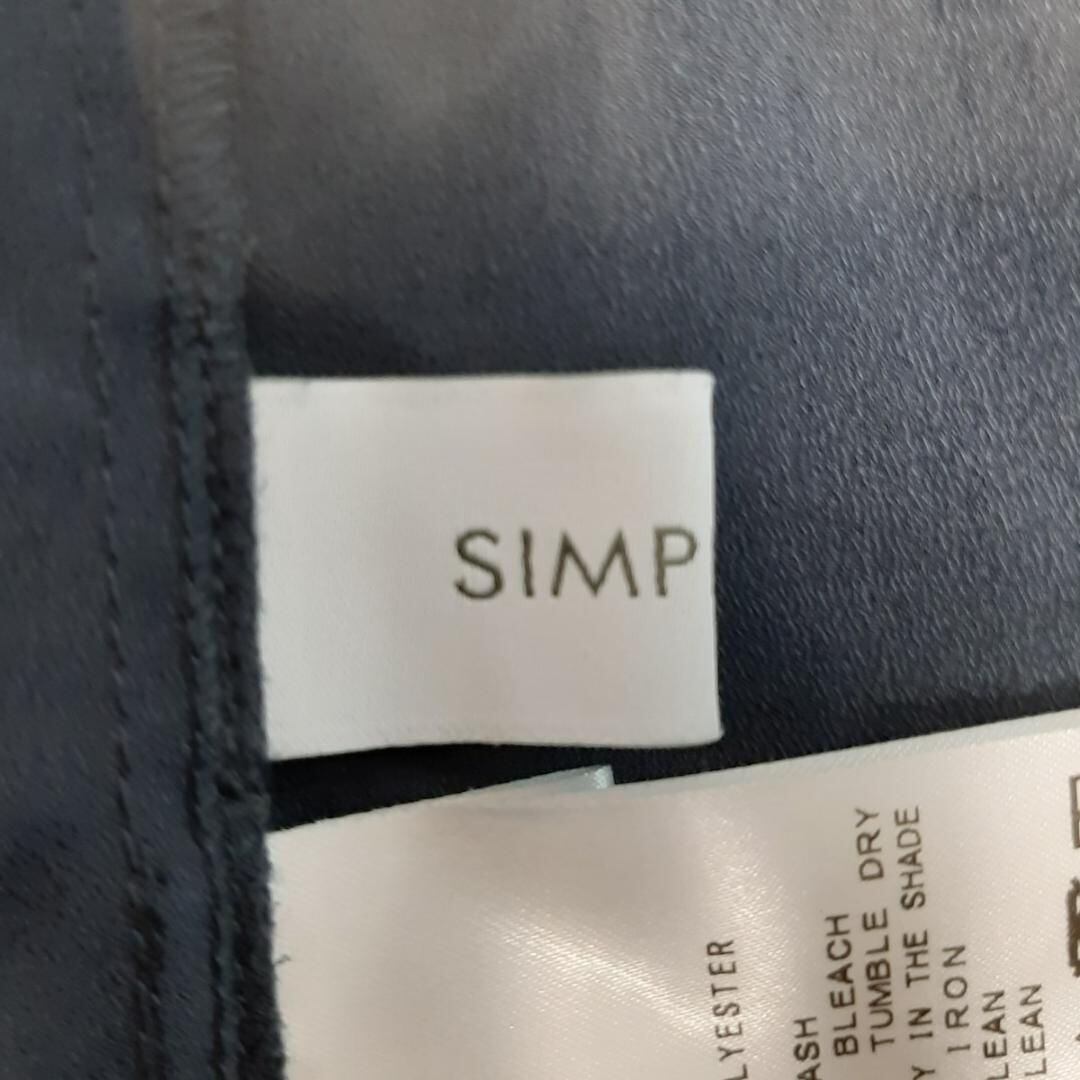 SIMP
LYESTER
ASH
BLEACH
TUMBLE DRY
Y IN THE SHADE
IRON
LEAN
LEAN